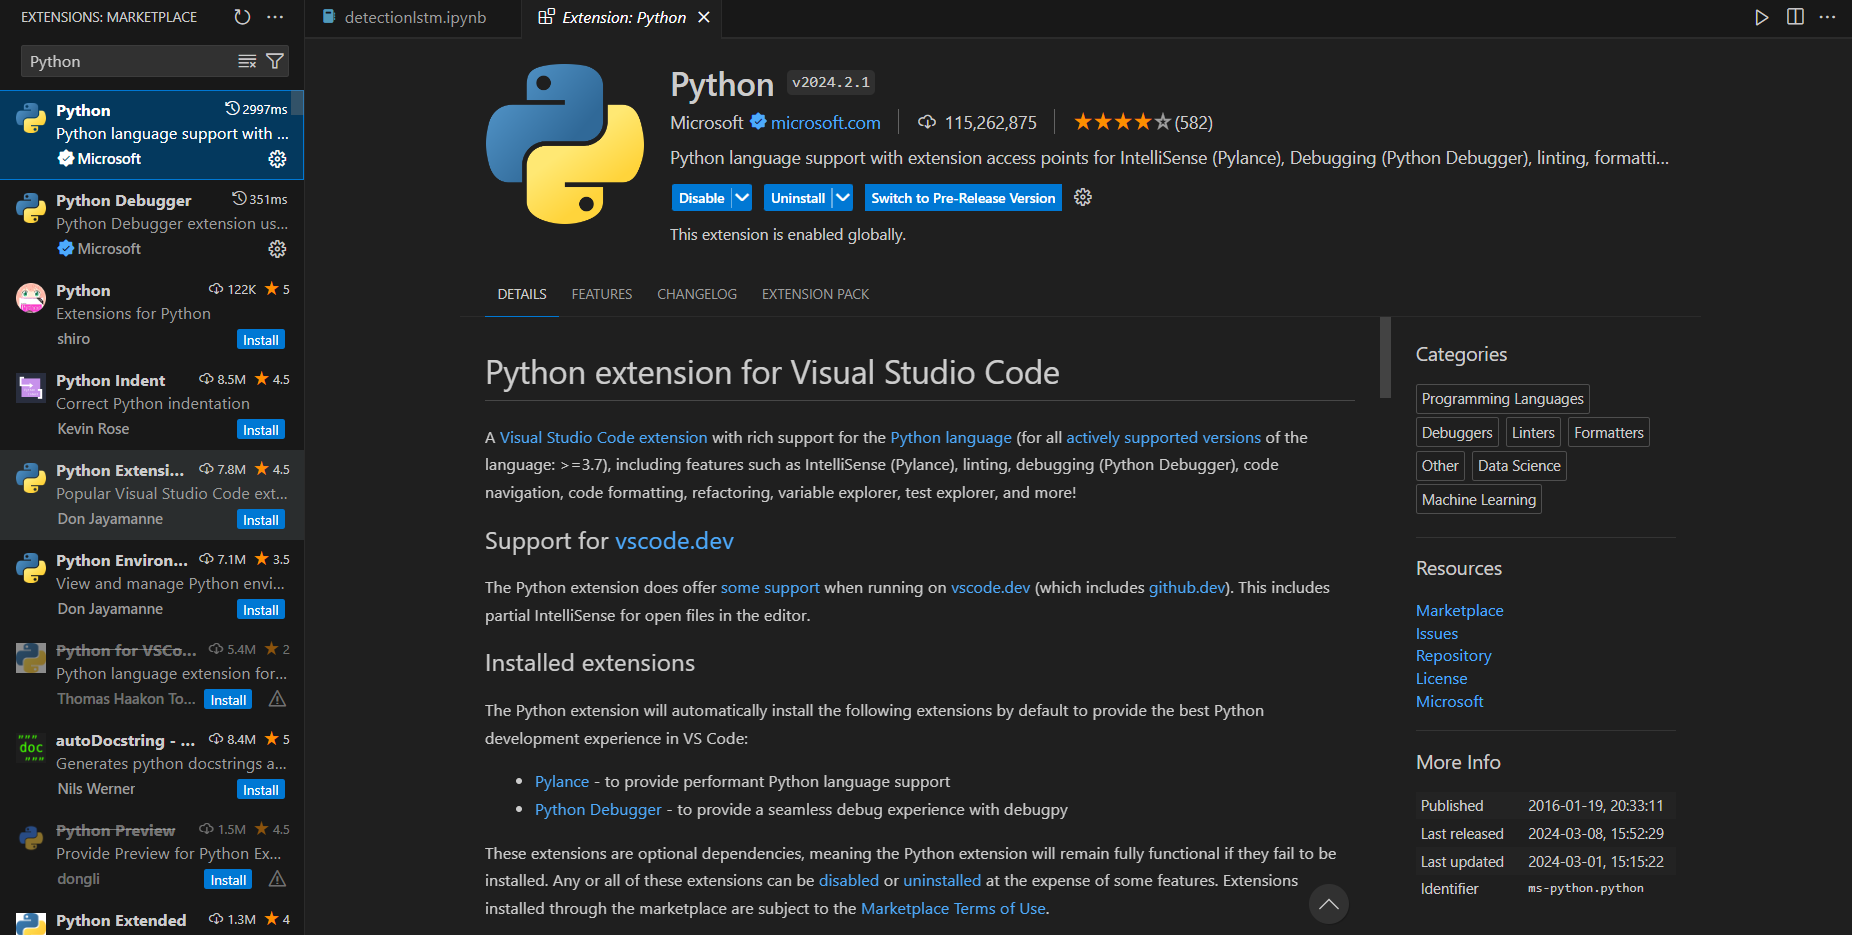 EXTENSIONS: MARKETPLACE
Python
Python 2997ms
Python language support with ...
Microsoft
Python Debugger 351ms
Python Debugger extension us...
Microsoft
Python 122K 5
Extensions for Python
shiro Install
Python Indent 8.5M 4.5
Correct Python indentation
Kevin Rose Install
Python Extensi... 7.8M 4.5
Popular Visual Studio Code ext...
Don Jayamanne Install
Python Environ... 7.1M 3.5
View and manage Python envi...
Don Jayamanne Install
Python for VSCo... 5.4M 2
Python language extension for...
Thomas Haakon To... Install
autoDocstring - ... 8.4M 5
Generates python docstrings a...
Nils Werner Install
Python Preview 1.5M 4.5
Provide Preview for Python Ex...
dongli Install
Python Extended 1.3M 4
detectionlstm.ipynb
Extension: Python
Python v2024.2.1
Microsoft microsoft.com 115,262,875 (582)
Python language support with extension access points for IntelliSense (Pylance), Debugging (Python Debugger), linting, formatti...
Disable Uninstall Switch to Pre-Release Version
This extension is enabled globally.
DETAILS FEATURES CHANGELOG EXTENSION PACK
Python extension for Visual Studio Code
A Visual Studio Code extension with rich support for the Python language (for all actively supported versions of the
language: >=3.7), including features such as IntelliSense (Pylance), linting, debugging (Python Debugger), code
navigation, code formatting, refactoring, variable explorer, test explorer, and more!
Support for vscode.dev
The Python extension does offer some support when running on vscode.dev (which includes github.dev). This includes
partial IntelliSense for open files in the editor.
Installed extensions
The Python extension will automatically install the following extensions by default to provide the best Python
development experience in VS Code:
• Pylance - to provide performant Python language support
• Python Debugger - to provide a seamless debug experience with debugpy
These extensions are optional dependencies, meaning the Python extension will remain fully functional if they fail to be
installed. Any or all of these extensions can be disabled or uninstalled at the expense of some features. Extensions
installed through the marketplace are subject to the Marketplace Terms of Use.
Categories
Programming Languages
Debuggers Linters Formatters
Other Data Science
Machine Learning
Resources
Marketplace
Issues
Repository
License
Microsoft
More Info
Published 2016-01-19, 20:33:11
Last released 2024-03-08, 15:52:29
Last updated 2024-03-01, 15:15:22
Identifier ms-python.python